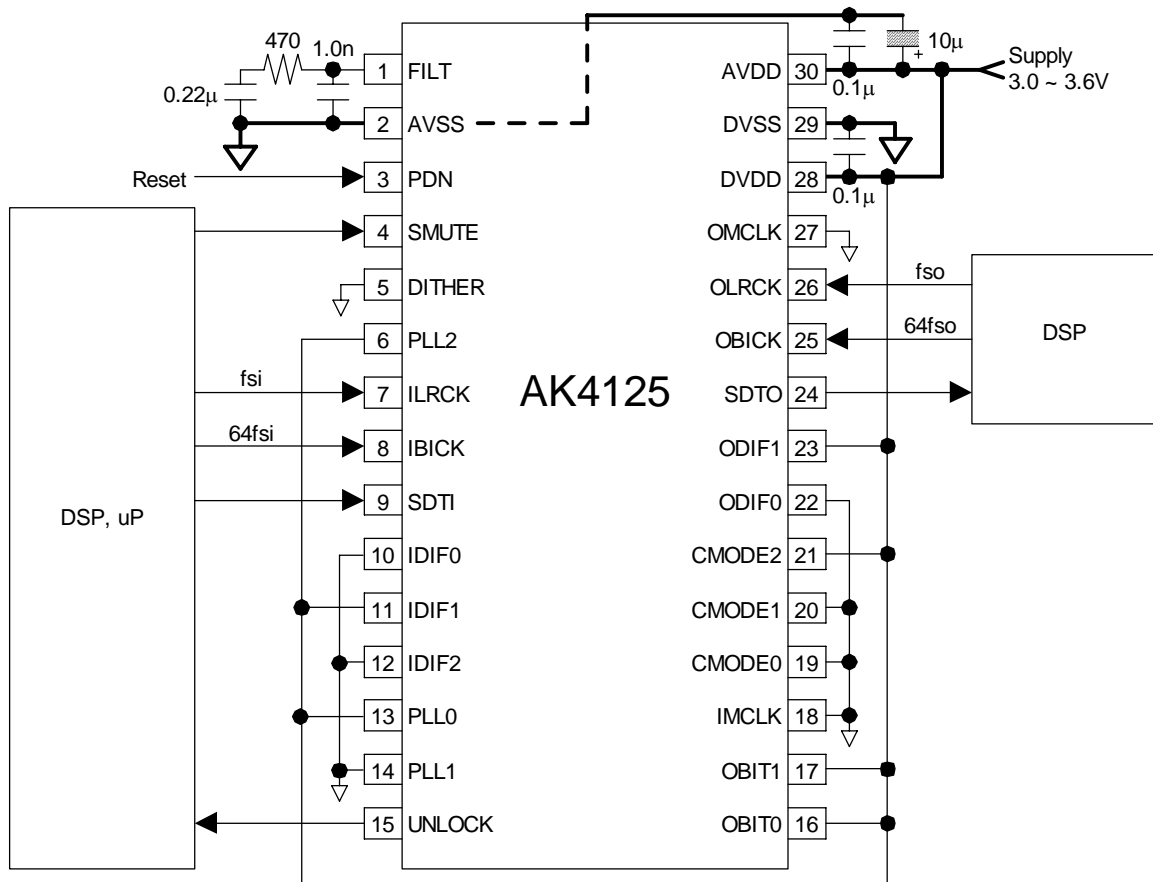 470
1.0n
0.22µ
1 FILT
2 AVSS
Reset
3 PDN
4 SMUTE
5 DITHER
6 PLL2
fsi
7 ILRCK
64fsi
8 IBICK
9 SDTI
DSP, uP
10 IDIF0
11 IDIF1
12 IDIF2
13 PLL0
14 PLL1
15 UNLOCK
AK4125
10µ
+
Supply
3.0 ~ 3.6V
AVDD 30
0.1µ
DVSS 29
DVDD 28
0.1µ
OMCLK 27
fso
OLRCK 26
64fso
OBICK 25
DSP
SDTO 24
ODIF1 23
ODIF0 22
CMODE2 21
CMODE1 20
CMODE0 19
IMCLK 18
OBIT1 17
OBIT0 16